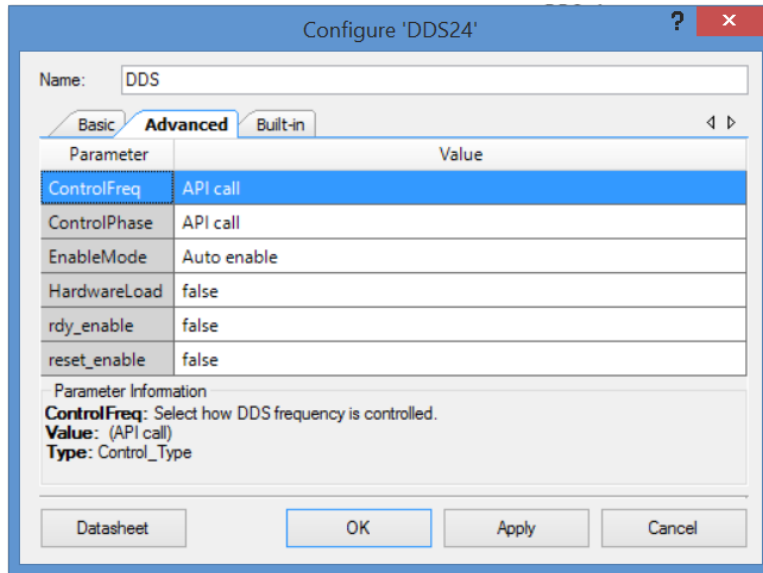 Configure 'DDS24'
?
×
Name: DDS
Basic Advanced Built-in
Parameter Value
ControlFreq API call
ControlPhase API call
EnableMode Auto enable
HardwareLoad false
rdy_enable false
reset_enable false
Parameter Information
ControlFreq: Select how DDS frequency is controlled.
Value: (API call)
Type: Control_Type
Datasheet OK Apply Cancel